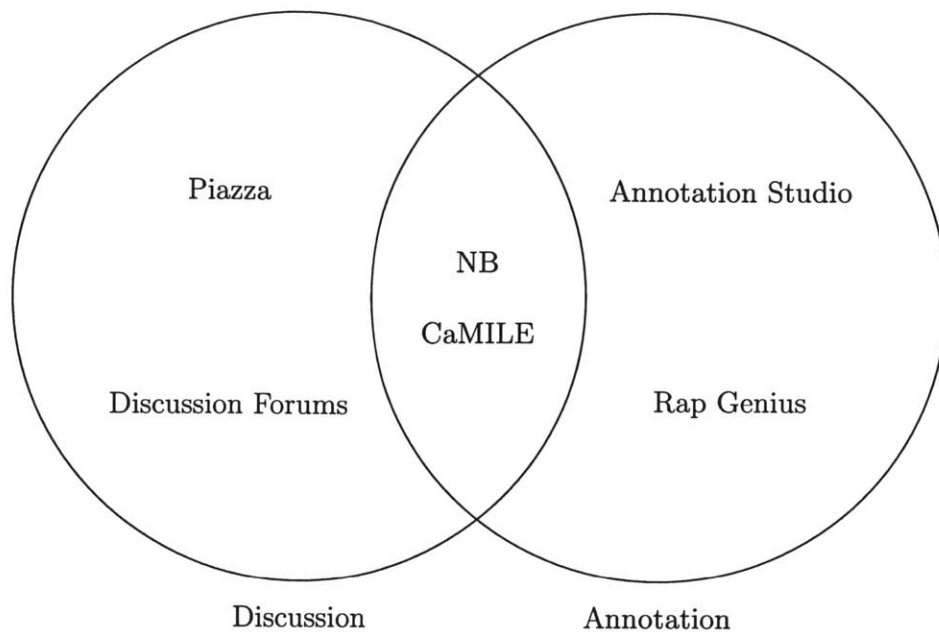 Piazza
Annotation Studio
NB
CaMILE
Discussion Forums
Rap Genius
Discussion
Annotation